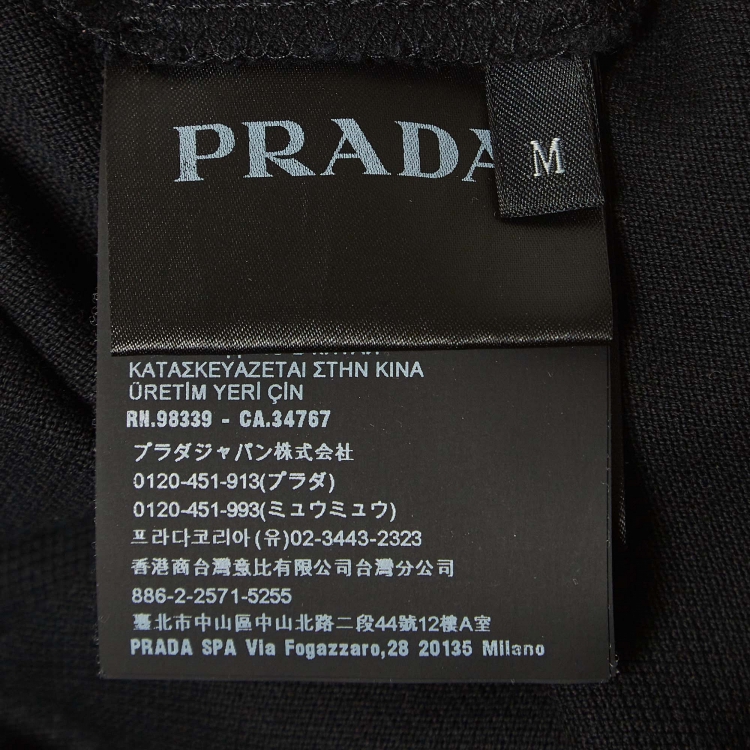 PRADA
M
ΚΑΤΑΣΚΕΥΑΖΕΤΑΙ ΣΤΗΝ ΚΙΝΑ
ÜRETİM YERİ ÇİN
RN.98339 - CA.34767
プラダジャパン株式会社
0120-451-913(プラダ)
0120-451-993(ミュウミュウ)
프라다코리아(유)02-3443-2323
香港商台灣意比有限公司台灣分公司
886-2-2571-5255
臺北市中山區中山北路二段44號12樓A室
PRADA SPA Via Fogazzaro,28 20135 Milano